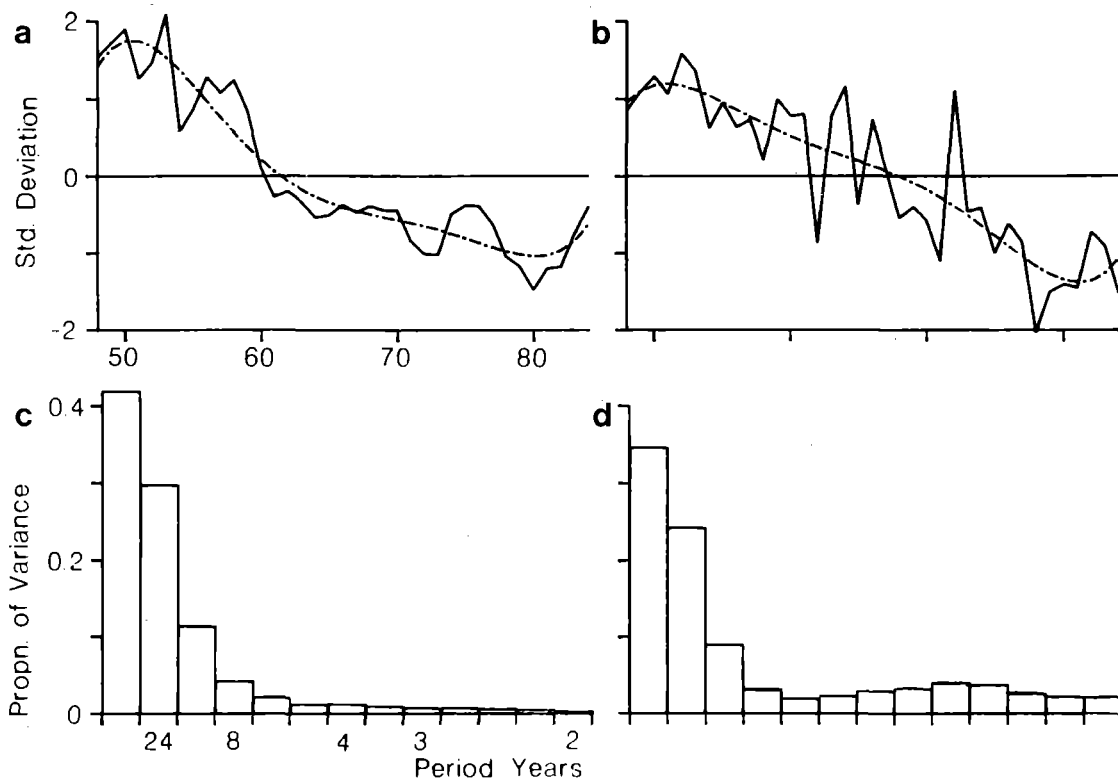 a
b
2
0
-2
Std. Deviation
50 60 70 80
c
d
0.4
0.2
0
Propn. of Variance
24 8 4 3 2
Period Years